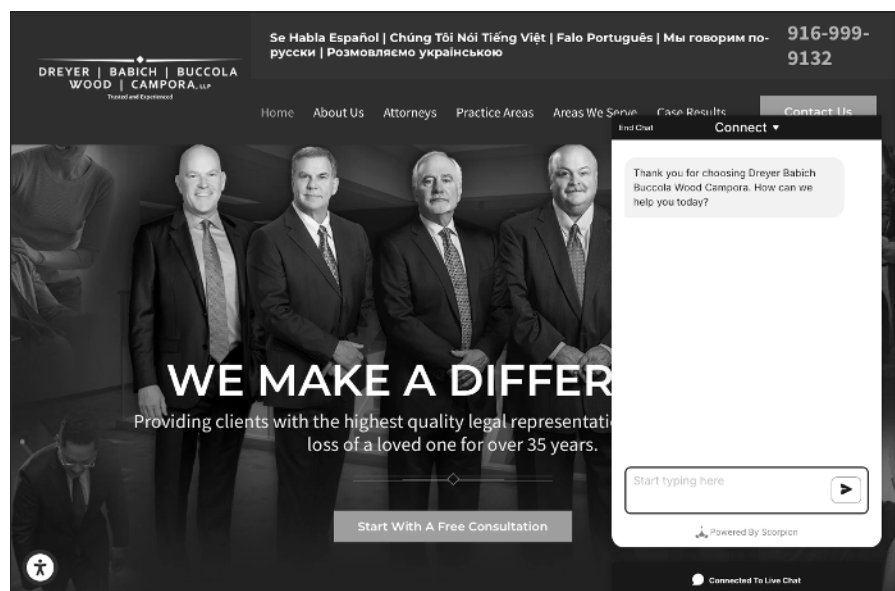 Se Habla Español | Chúng Tôi Nói Tiếng Việt | Falo Português | Мы говорим по-
русски | Розмовляємо українською
916-999-
9132
DREYER | BABICH | BUCCOLA
WOOD | CAMPORA, LLP
Trusted and Experienced
Home About Us Attorneys Practice Areas Areas We Serve Case Results Contact Us
End Chat Connect
Thank you for choosing Dreyer Babich
Buccola Wood Campora. How can we
help you today?
WE MAKE A DIFFER
Providing clients with the highest quality legal representati
loss of a loved one for over 35 years.
Start With A Free Consultation
Start typing here
Powered By Scorpion
Connected To Live Chat